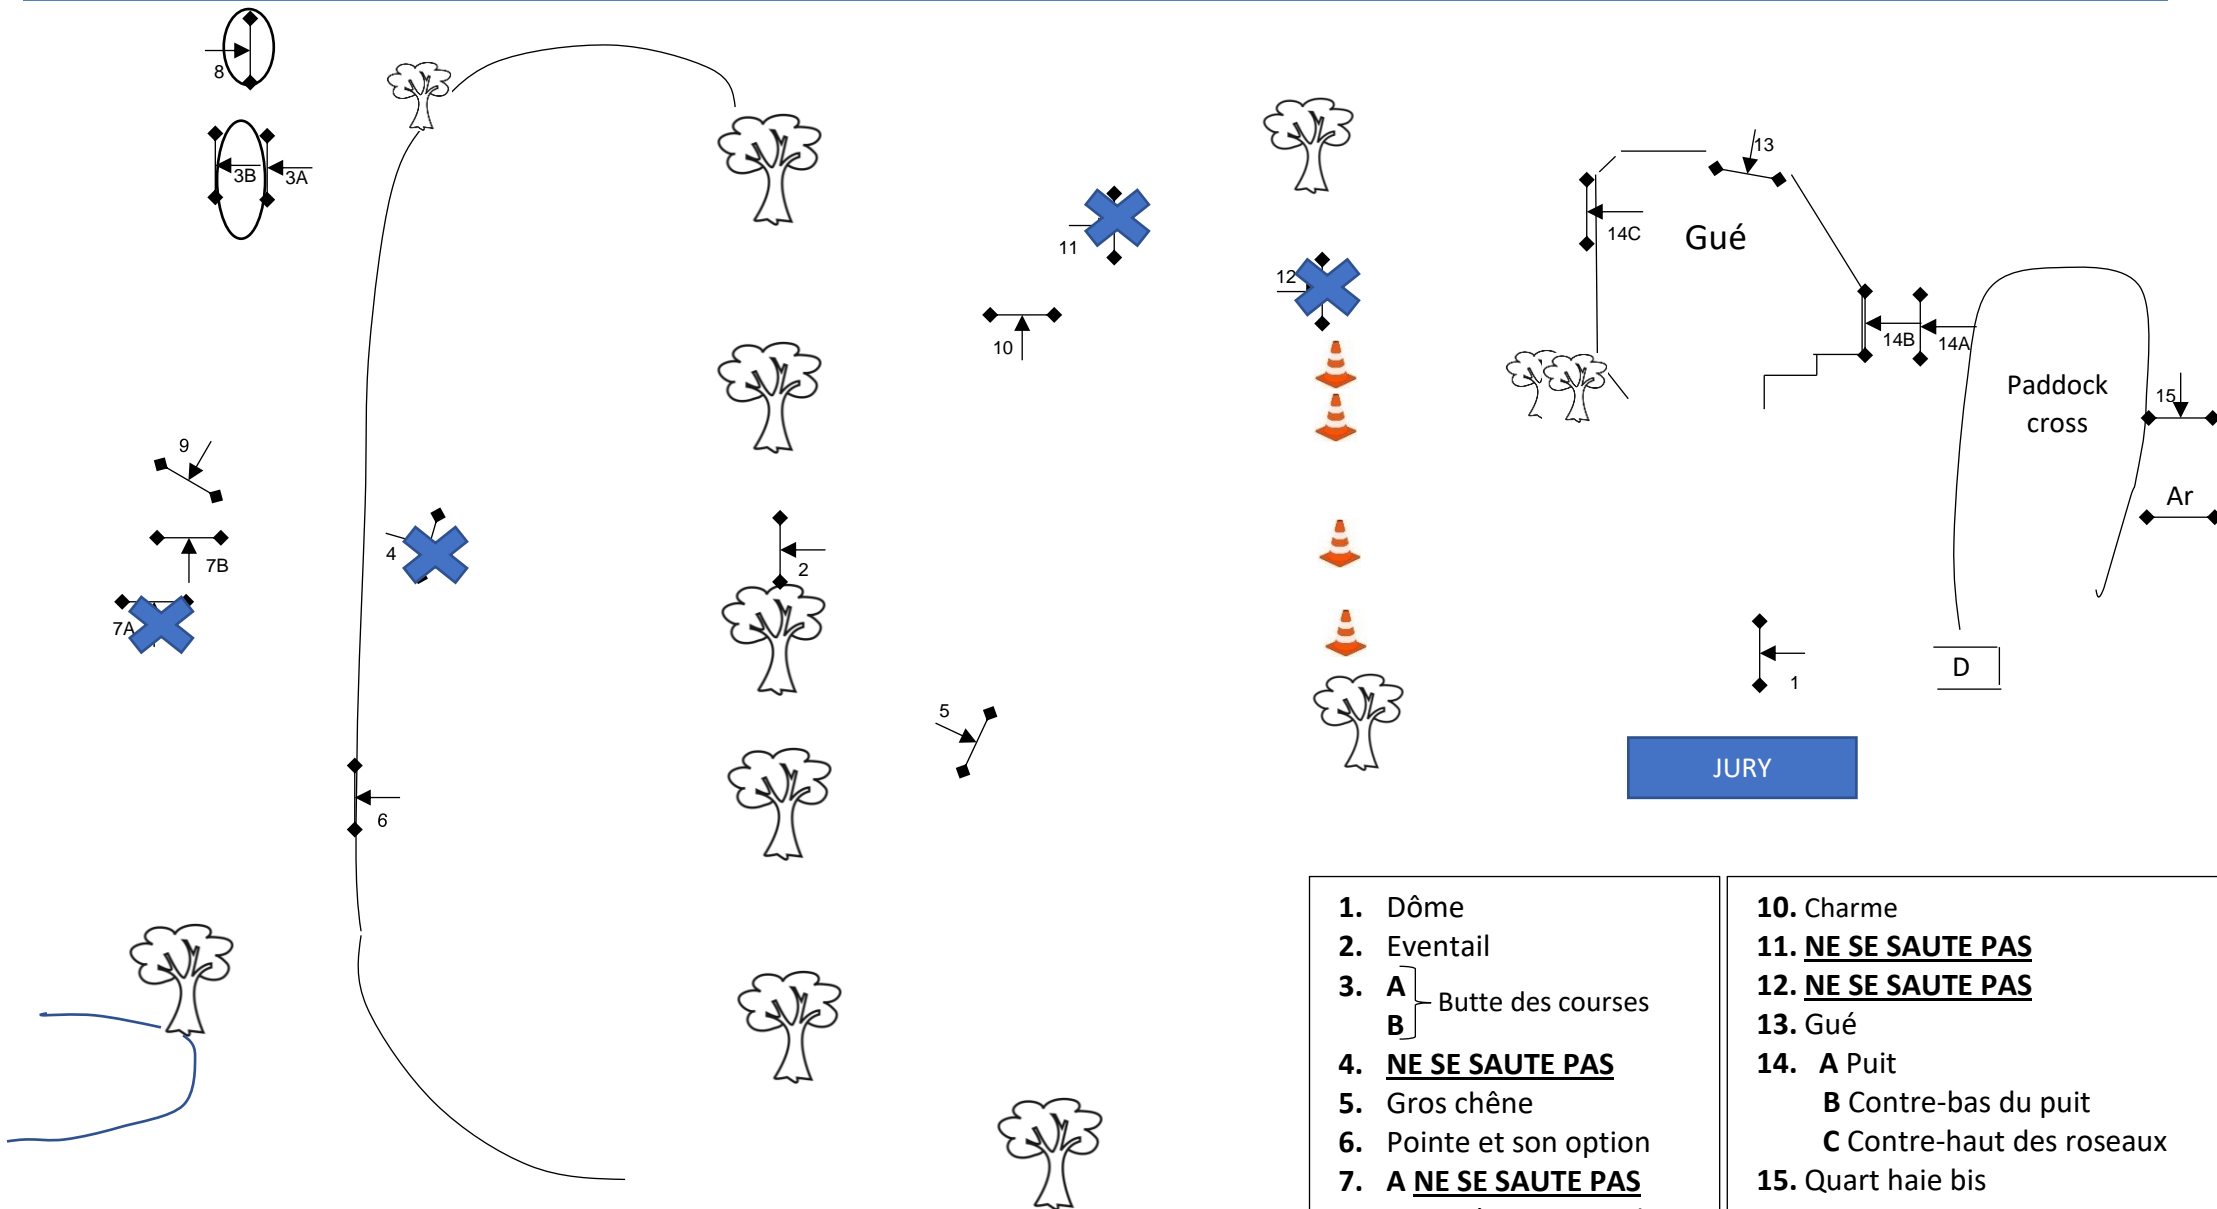 8
3B
3A
13
14C
Gué
11
12
10
14B
14A
Paddock
cross
15
Ar
9
7B
4
2
7A
D
1
5
JURY
6
1. Dôme
2. Eventail
3. A
Butte des courses
B
4. NE SE SAUTE PAS
5. Gros chêne
6. Pointe et son option
7. A NE SE SAUTE PAS
10. Charme
11. NE SE SAUTE PAS
12. NE SE SAUTE PAS
13. Gué
14. A Puit
B Contre-bas du puit
C Contre-haut des roseaux
15. Quart haie bis